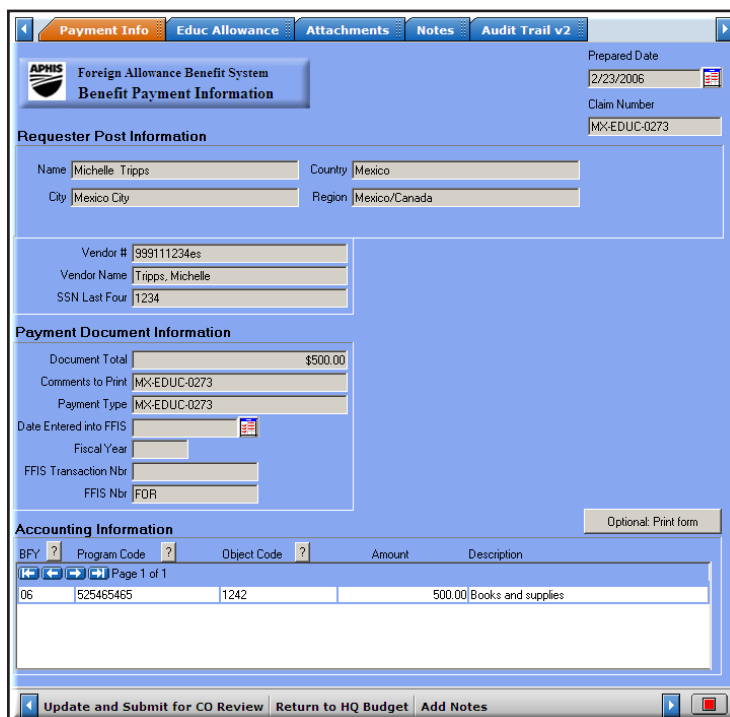 Payment Info Educ Allowance Attachments Notes Audit Trail v2
Prepared Date
APHIS Foreign Allowance Benefit System
Benefit Payment Information
2/23/2006
Claim Number
MX-EDUC-0273
Requester Post Information
Name Michelle Tripps Country Mexico
City Mexico City Region Mexico/Canada
Vendor # 999111234es
Vendor Name Tripps, Michelle
SSN Last Four 1234
Payment Document Information
Document Total $500.00
Comments to Print MX-EDUC-0273
Payment Type MX-EDUC-0273
Date Entered into FFIS
Fiscal Year
FFIS Transaction Nbr
FFIS Nbr FOR
Optional: Print form
Accounting Information
BFY ? Program Code ? Object Code ? Amount Description
Page 1 of 1
06 525465465 1242 500.00 Books and supplies
Update and Submit for CO Review Return to HQ Budget Add Notes